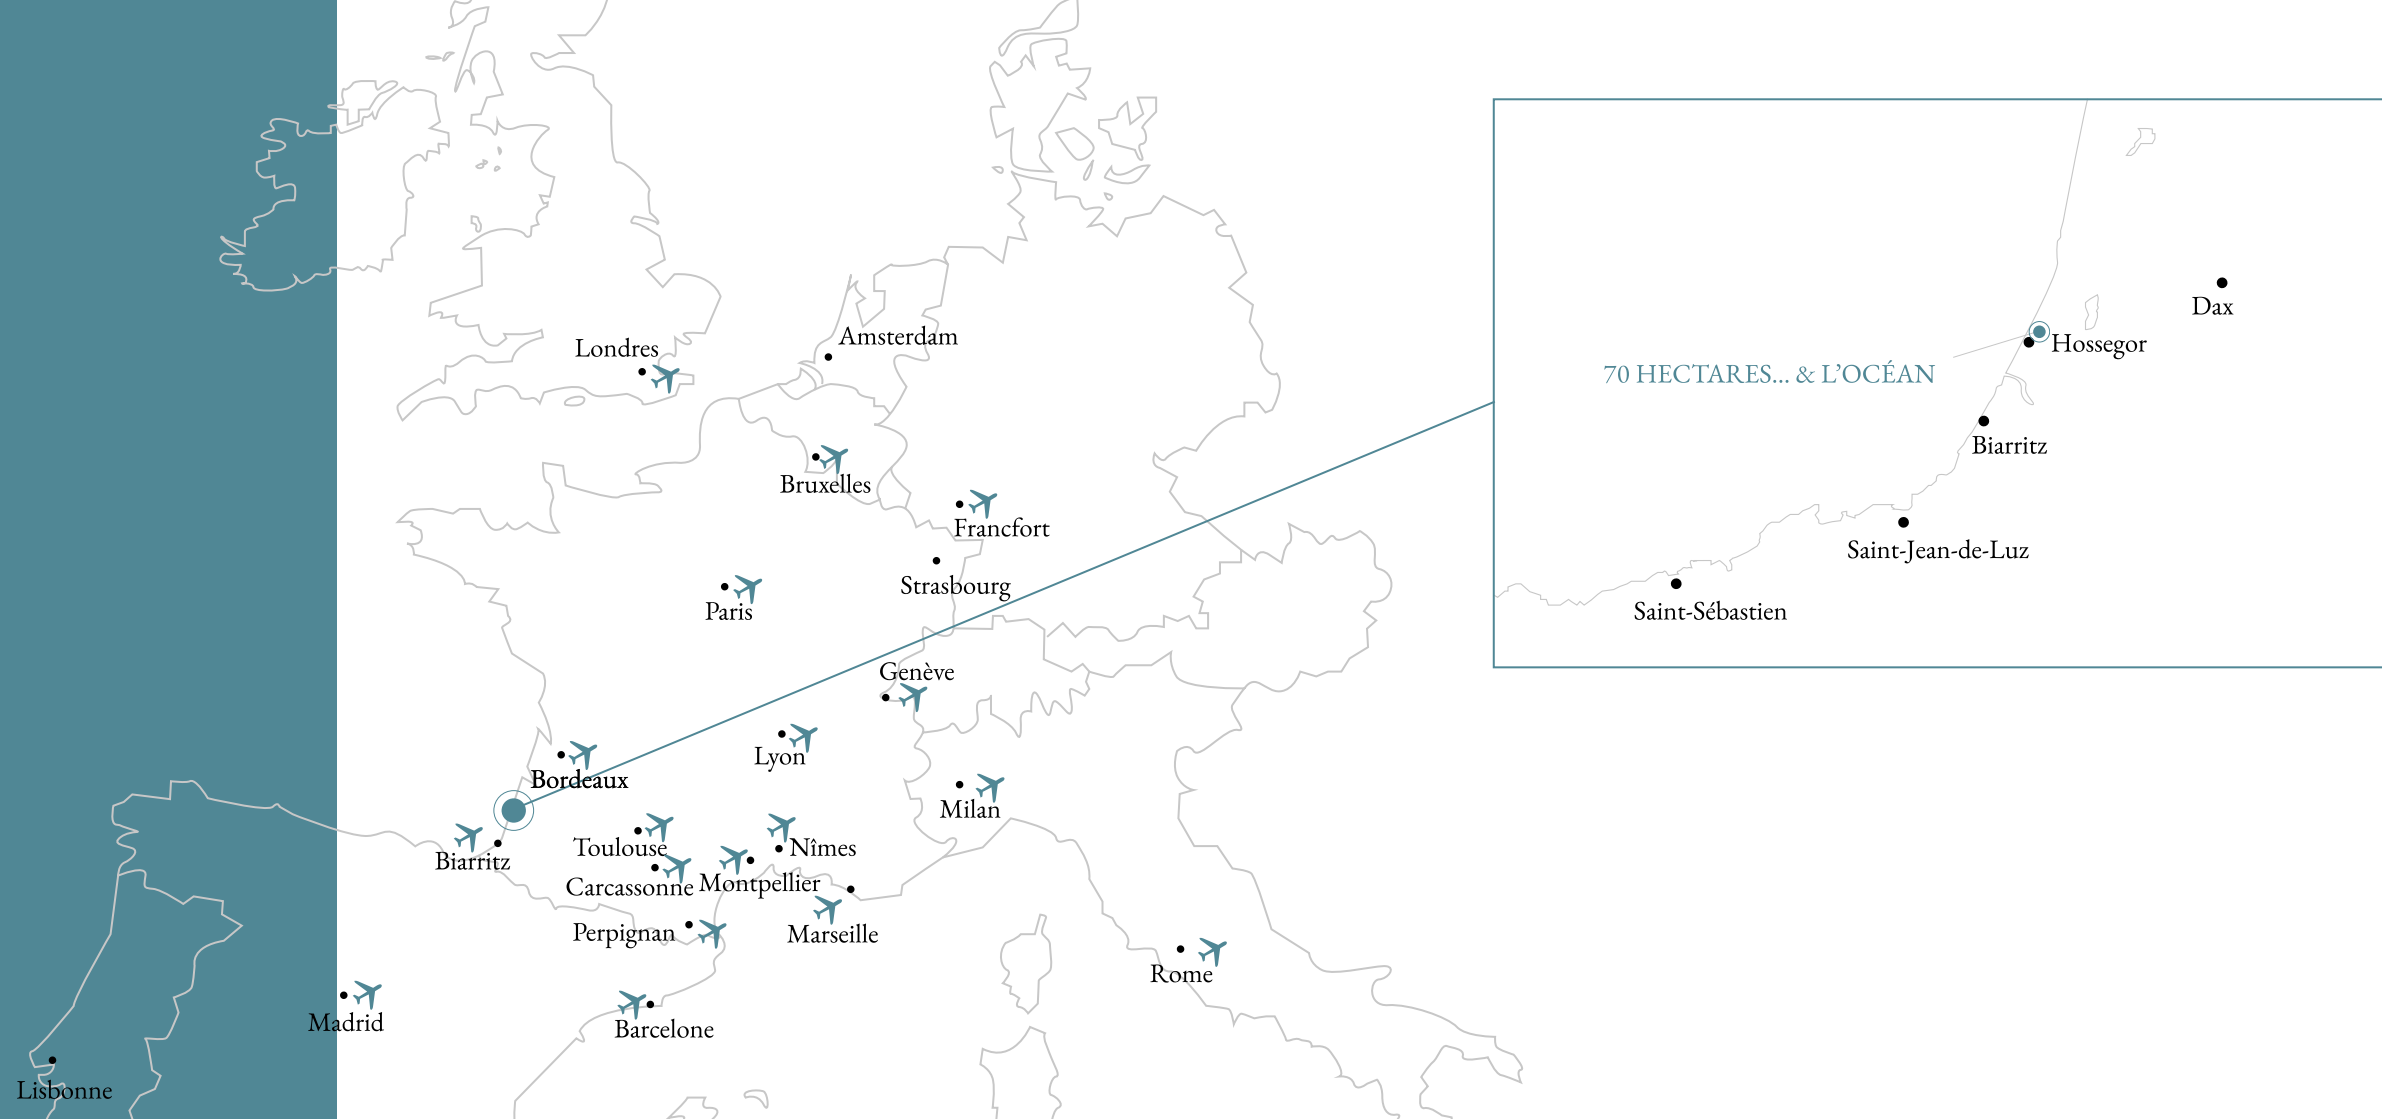 Londres
Amsterdam
Bruxelles
Francfort
Strasbourg
Paris
Genève
Lyon
Bordeaux
Milan
Toulouse
Nîmes
Biarritz
Carcassonne
Montpellier
Perpignan
Marseille
Rome
Madrid
Barcelone
Lisbonne
Dax
Hossegor
70 HECTARES... & L’OCÉAN
Biarritz
Saint-Jean-de-Luz
Saint-Sébastien